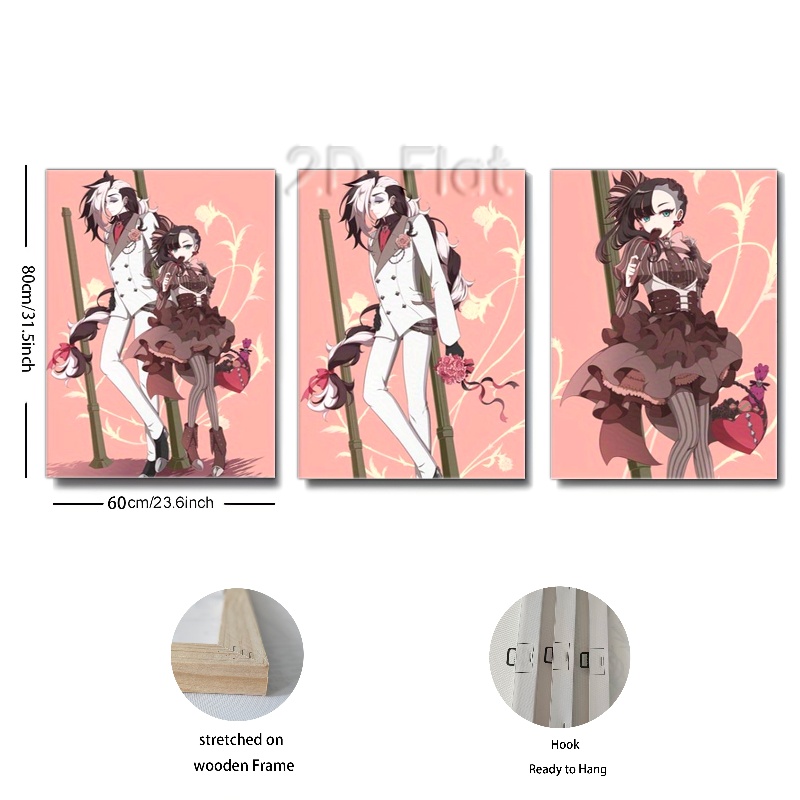 2D Flat
80cm/31.5inch
60cm/23.6inch
stretched on
wooden Frame
Hook
Ready to Hang